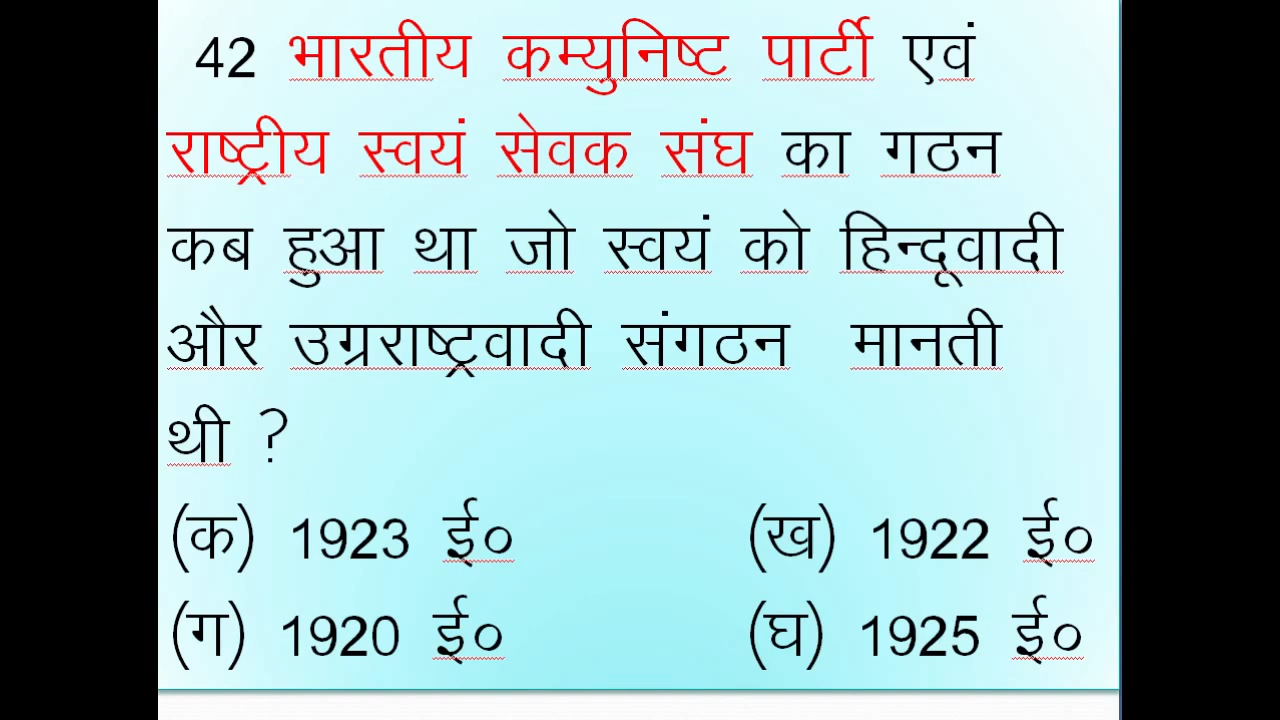 42 भारतीय कम्युनिष्ट पार्टी एवं
राष्ट्रीय स्वयं सेवक संघ का गठन
कब हुआ था जो स्वयं को हिन्दूवादी
और उग्रराष्ट्रवादी संगठन मानती
थी ?
(क) 1923 ई० (ख) 1922 ई०
(ग) 1920 ई० (घ) 1925 ई०